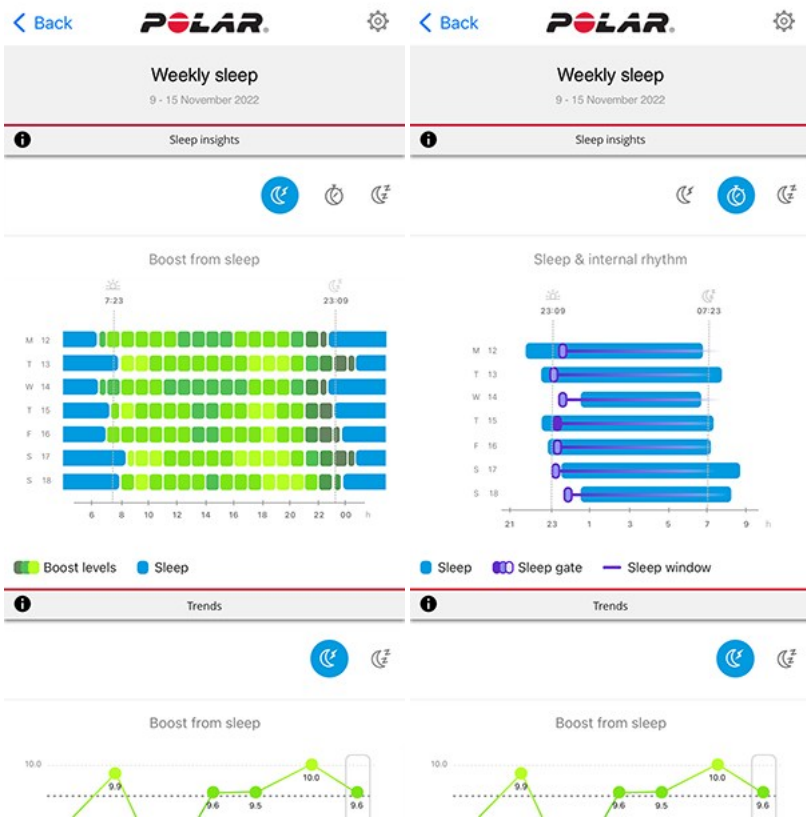 Back
POLAR.
Weekly sleep
9 - 15 November 2022
Sleep insights
Boost from sleep
7:23 23:09
M 12
T 13
W 14
T 15
F 16
S 17
S 18
6 8 10 12 14 16 18 20 22 00 h
Boost levels Sleep
Trends
Boost from sleep
10.0
9.9
9.6
9.5
10.0
9.6
Back
POLAR.
Weekly sleep
9 - 15 November 2022
Sleep insights
Sleep & internal rhythm
23:09 07:23
M 12
T 13
W 14
T 15
F 16
S 17
S 18
21 23 1 3 5 7 9 h
Sleep Sleep gate Sleep window
Trends
Boost from sleep
10.0
9.9
9.6
9.5
10.0
9.6